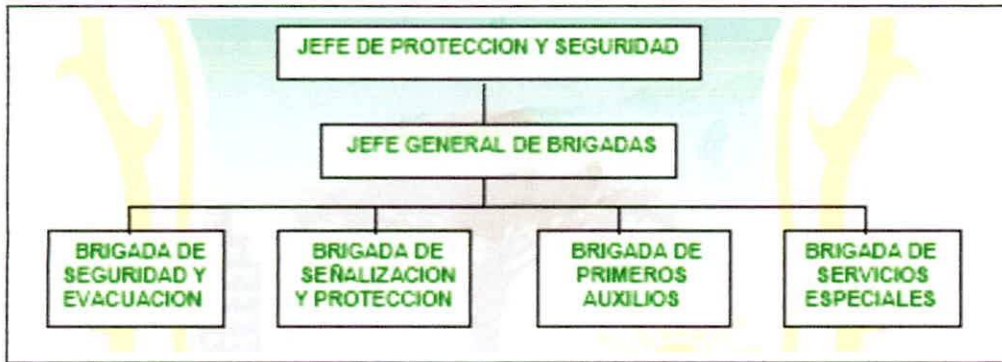 JEFE DE PROTECCION Y SEGURIDAD
JEFE GENERAL DE BRIGADAS
BRIGADA DE
SEGURIDAD Y
EVACUACION
BRIGADA DE
SEÑALIZACION
Y PROTECCION
BRIGADA DE
PRIMEROS
AUXILIOS
BRIGADA DE
SERVICIOS
ESPECIALES